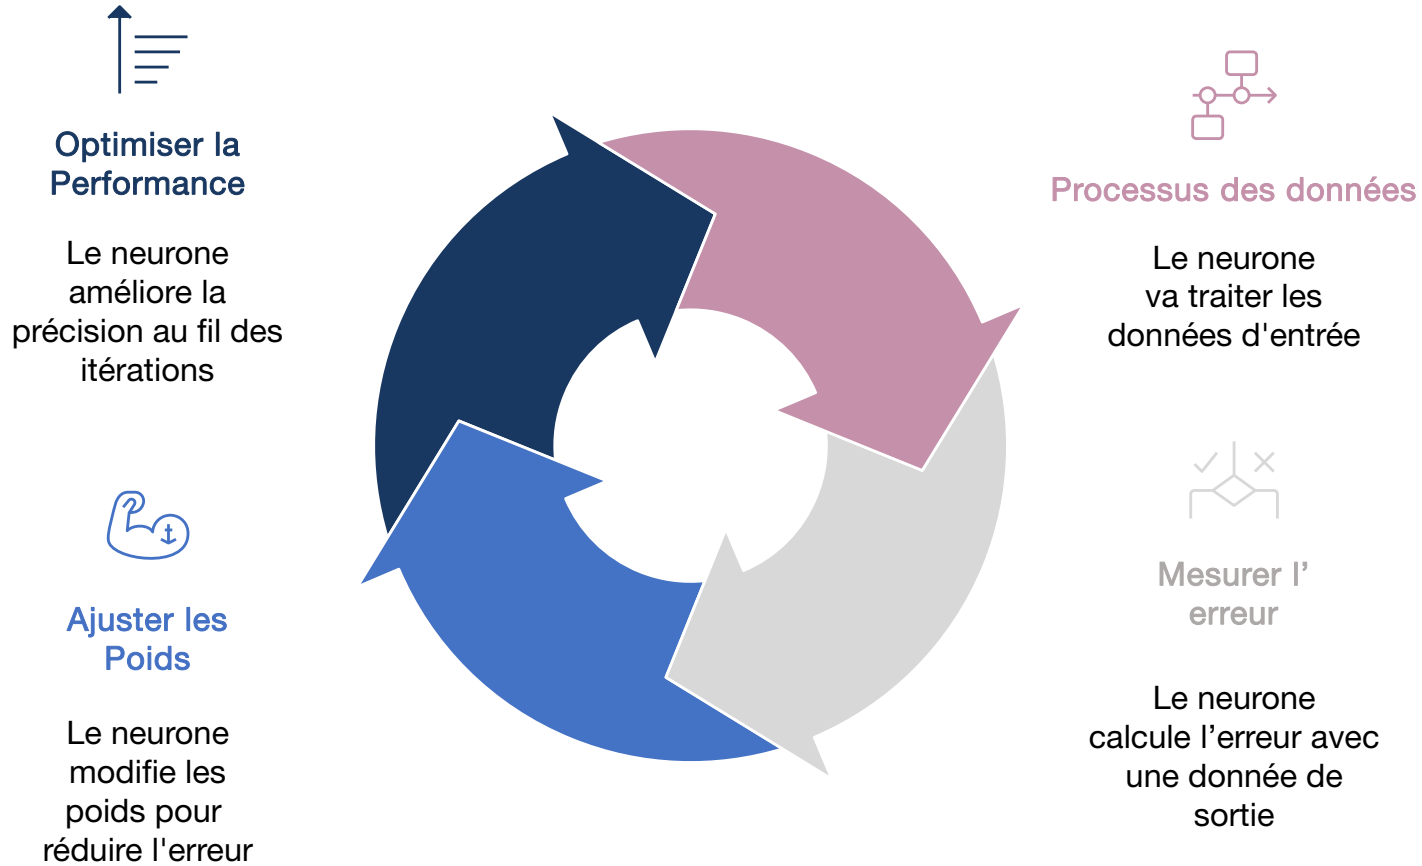 Optimiser la
Performance
Le neurone
améliore la
précision au fil des
itérations
Processus des données
Le neurone
va traiter les
données d'entrée
Mesurer l’
erreur
Le neurone
calcule l’erreur avec
une donnée de
sortie
Ajuster les
Poids
Le neurone
modifie les
poids pour
réduire l'erreur